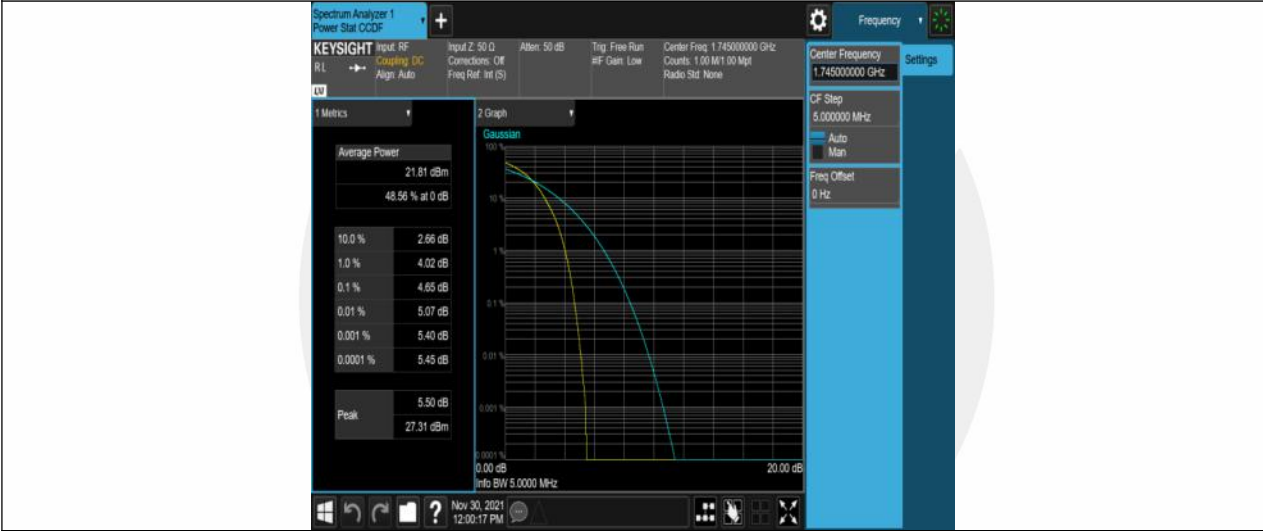 Spectrum Analyzer 1
Power Stat CCDF
+
Frequency
KEYSIGHT
R L
LV
Input: RF
Coupling: DC
Align: Auto
Input Z: 50 Ω
Corrections: Off
Freq Ref: Int (S)
Atten: 50 dB
Trig: Free Run
#IF Gain: Low
Center Freq: 1.745000000 GHz
Counts: 1.00 M/1.00 Mpt
Radio Std: None
Center Frequency
1.745000000 GHz
Settings
CF Step
5.000000 MHz
Auto
Man
Freq Offset
0 Hz
1 Metrics
Average Power
21.81 dBm
48.56 % at 0 dB
10.0 % 2.66 dB
1.0 % 4.02 dB
0.1 % 4.65 dB
0.01 % 5.07 dB
0.001 % 5.40 dB
0.0001 % 5.45 dB
Peak
5.50 dB
27.31 dBm
2 Graph
Gaussian
100 %
10 %
1 %
0.1 %
0.01 %
0.001 %
0.0001 %
0.00 dB 20.00 dB
Info BW 5.0000 MHz
?
Nov 30, 2021
12:00:17 PM